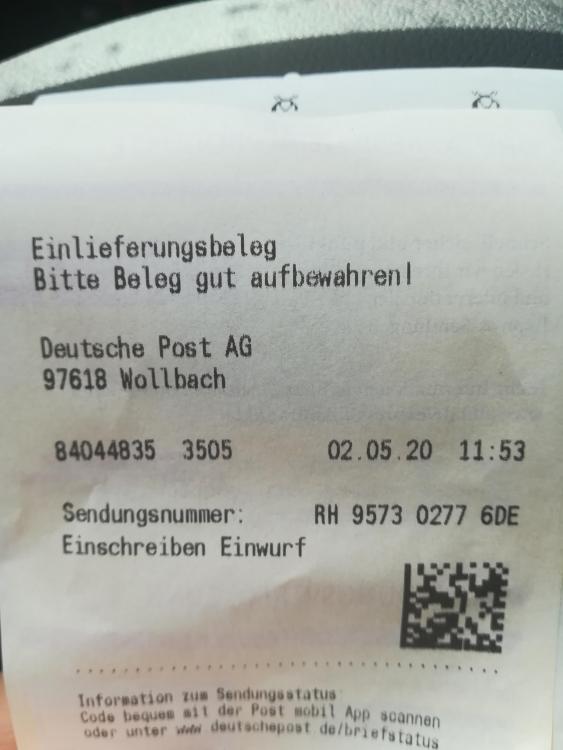 Einlieferungsbeleg
Bitte Beleg gut aufbewahren!
Deutsche Post AG
97618 Wollbach
84044835 3505 02.05.20 11:53
Sendungsnummer: RH 9573 0277 6DE
Einschreiben Einwurf
Information zum Sendungsstatus
Code bequem mit der Post mobil App scannen
oder unter www deutschepost de/briefstatus